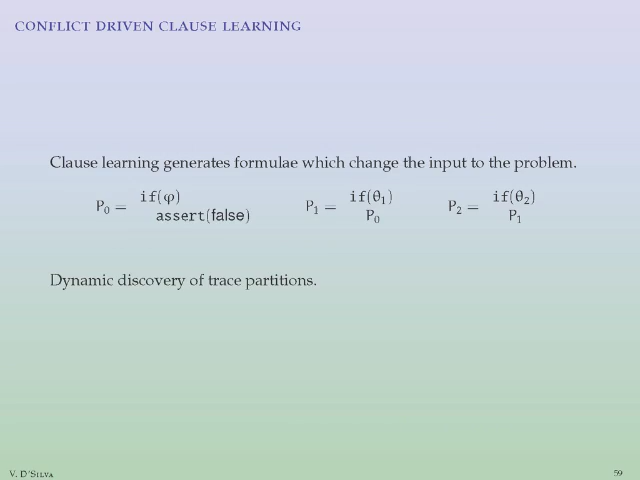 CONFLICT DRIVEN CLAUSE LEARNING
Clause learning generates formulae which change the input to the problem.
P₀ = if(φ) assert(false)
P₁ = if(θ₁) P₀
P₂ = if(θ₂) P₁
Dynamic discovery of trace partitions.
V. D'Silva 59